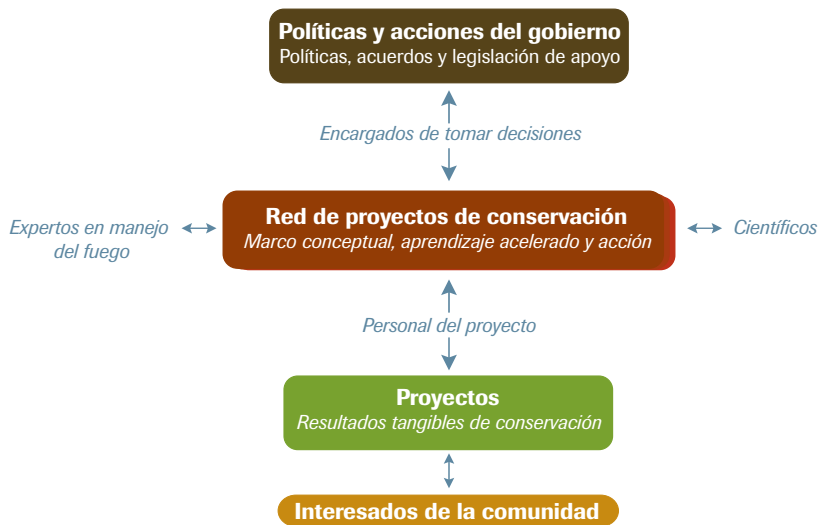 Políticas y acciones del gobierno
Políticas, acuerdos y legislación de apoyo
Encargados de tomar decisiones
Expertos en manejo
del fuego
Red de proyectos de conservación
Marco conceptual, aprendizaje acelerado y acción
Científicos
Personal del proyecto
Proyectos
Resultados tangibles de conservación
Interesados de la comunidad